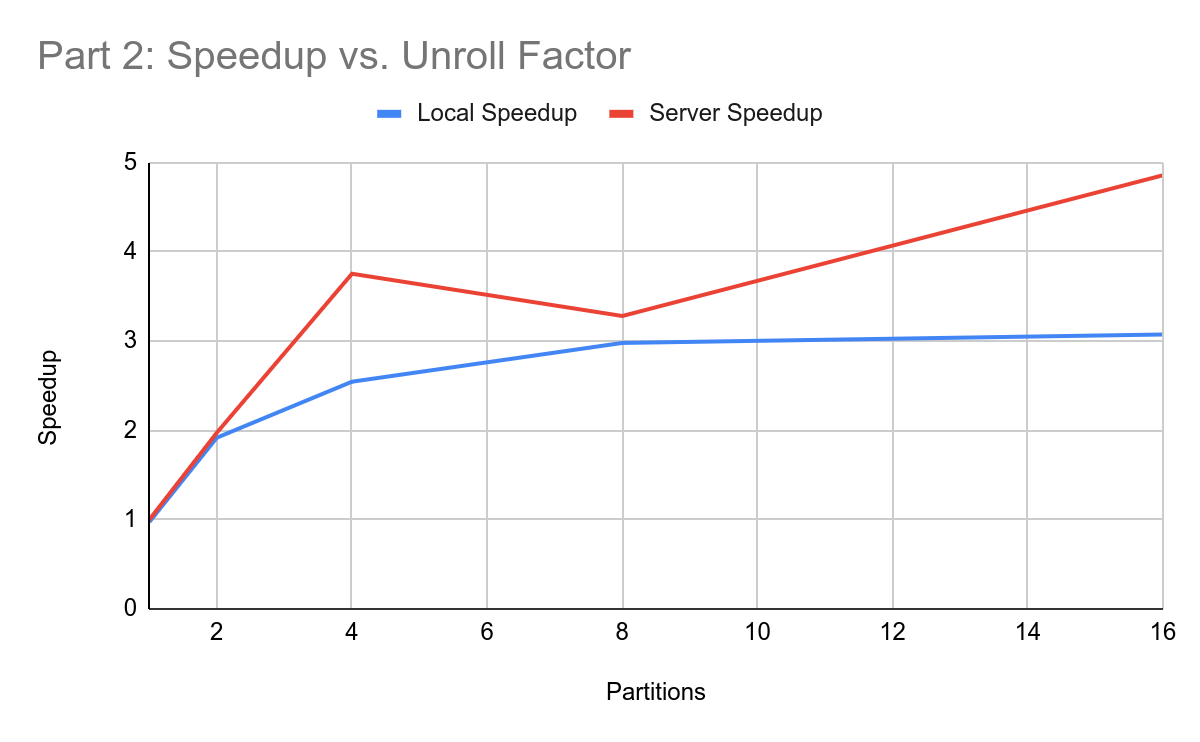 Part 2: Speedup vs. Unroll Factor
Local Speedup Server Speedup
5
4
3
2
1
0
Speedup
2 4 6 8 10 12 14 16
Partitions